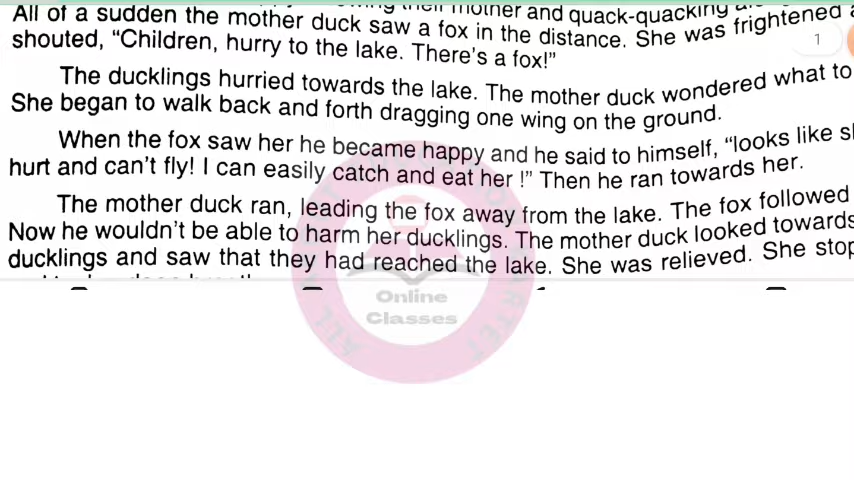 their mother and quack-quacking
All of a sudden the mother duck saw a fox in the distance. She was frightened
shouted, “Children, hurry to the lake. There's a fox!”
1
The ducklings hurried towards the lake. The mother duck wondered what to
She began to walk back and forth dragging one wing on the ground.
When the fox saw her he became happy and he said to himself, “looks like
hurt and can't fly! I can easily catch and eat her !” Then he ran towards her.
The mother duck ran, leading the fox away from the lake. The fox followed
Now he wouldn't be able to harm her ducklings. The mother duck looked towards
ducklings and saw that they had reached the lake. She was relieved. She
Online
Classes